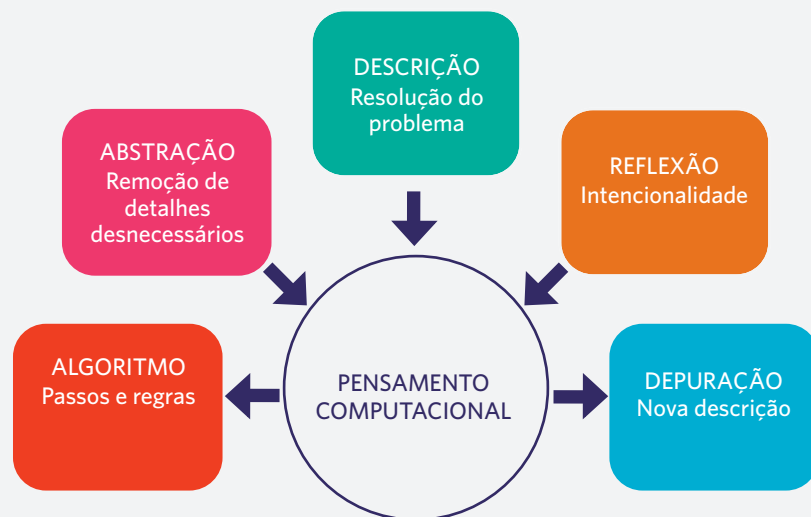 DESCRIÇÃO
Resolução do
problema
ABSTRAÇÃO
Remoção de
detalhes
desnecessários
REFLEXÃO
Intencionalidade
ALGORITMO
Passos e regras
PENSAMENTO
COMPUTACIONAL
DEPURAÇÃO
Nova descrição